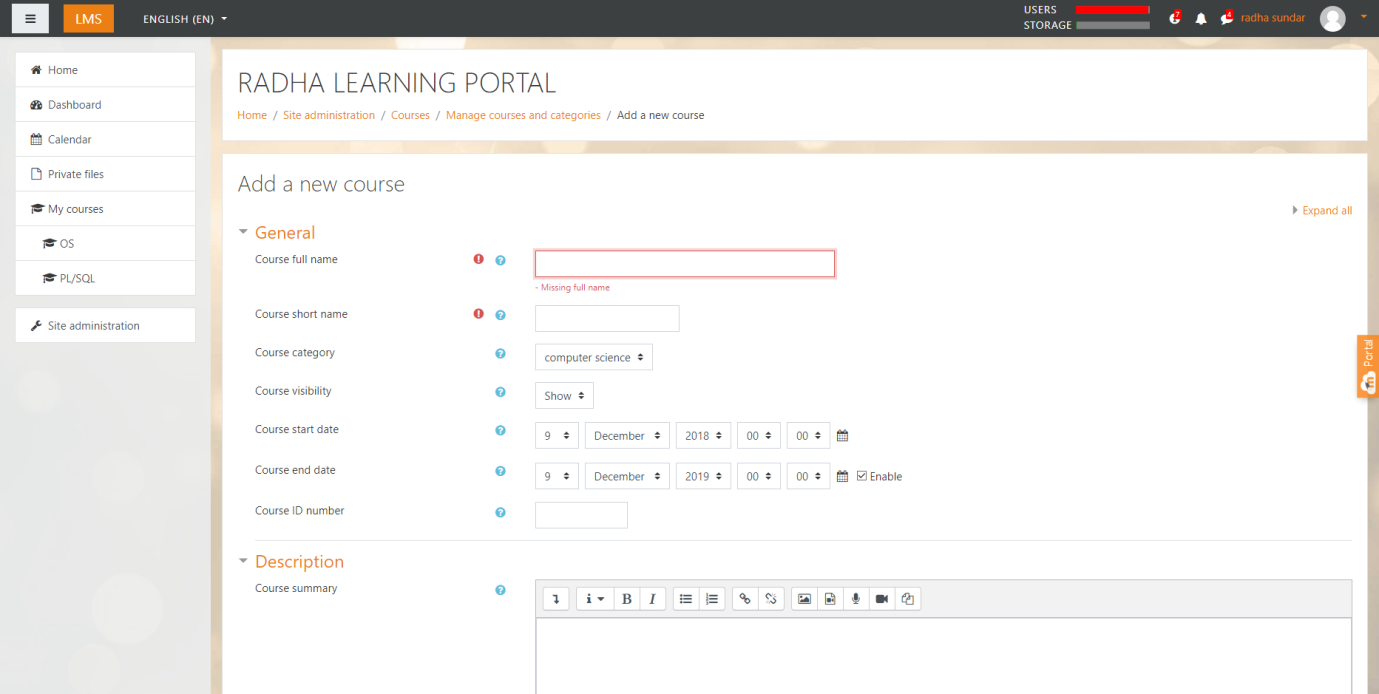 LMS ENGLISH (EN) USERS
STORAGE 7 4 radha sundar
Home
Dashboard
Calendar
Private files
My courses
OS
PL/SQL
Site administration
RADHA LEARNING PORTAL
Home / Site administration / Courses / Manage courses and categories / Add a new course
Add a new course
Expand all
General
Course full name
- Missing full name
Course short name
Course category computer science
Course visibility Show
Course start date 9 December 2018 00 00
Course end date 9 December 2019 00 00 Enable
Course ID number
Description
Course summary
i B I
Portal